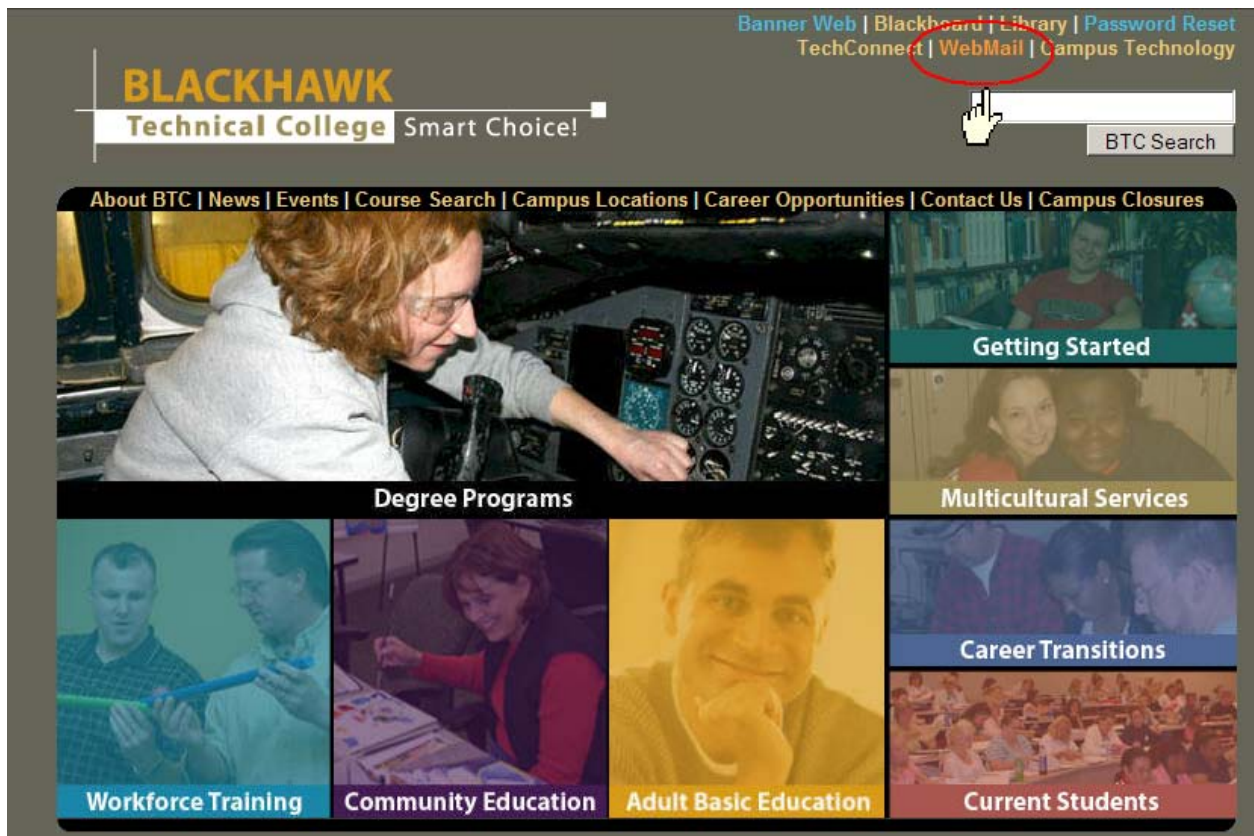 Banner Web | Blackboard | Library | Password Reset
TechConnect | WebMail | Campus Technology
BLACKHAWK
Technical College Smart Choice!
BTC Search
About BTC | News | Events | Course Search | Campus Locations | Career Opportunities | Contact Us | Campus Closures
Degree Programs
Getting Started
Multicultural Services
Career Transitions
Workforce Training
Community Education
Adult Basic Education
Current Students